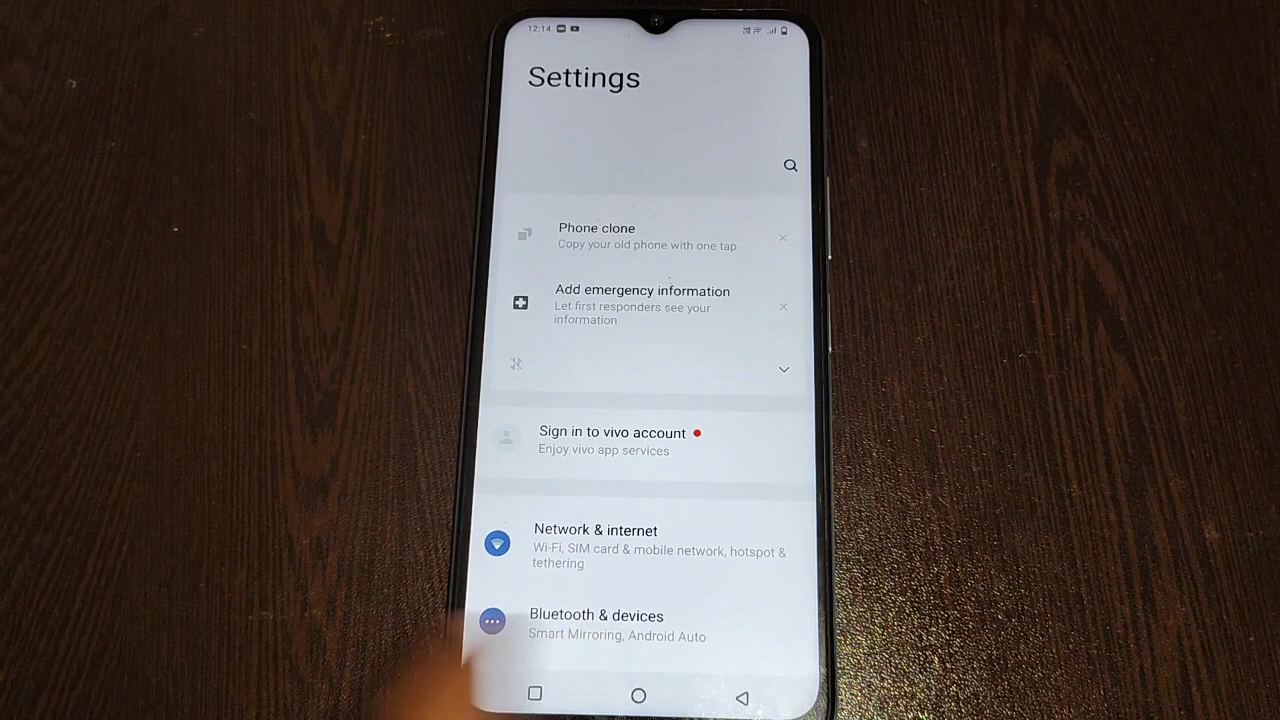 12:14
Settings
Phone clone
Copy your old phone with one tap
Add emergency information
Let first responders see your
information
Sign in to vivo account
Enjoy vivo app services
Network & internet
Wi-Fi, SIM card & mobile network, hotspot &
tethering
Bluetooth & devices
Smart Mirroring, Android Auto